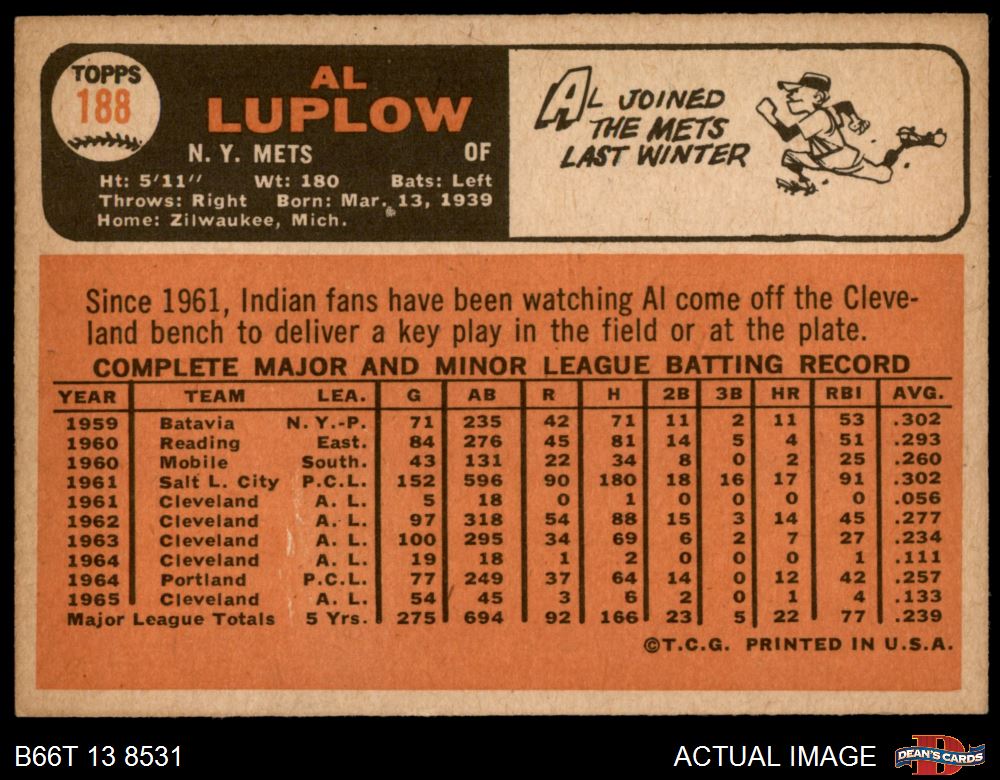 TOPPS
188
AL
LUPLOW
N. Y. METS OF
Ht: 5'11" Wt: 180 Bats: Left
Throws: Right Born: Mar. 13, 1939
Home: Zilwaukee, Mich.
AL JOINED
THE METS
LAST WINTER
Since 1961, Indian fans have been watching Al come off the Cleve-
land bench to deliver a key play in the field or at the plate.
COMPLETE MAJOR AND MINOR LEAGUE BATTING RECORD
YEAR TEAM LEA. G AB R H 2B 3B HR RBI AVG.
1959 Batavia N.Y.-P. 71 235 42 71 11 2 11 53 .302
1960 Reading East. 84 276 45 81 14 5 4 51 .293
1960 Mobile South. 43 131 22 34 8 0 2 25 .260
1961 Salt L. City P.C.L. 152 596 90 180 18 16 17 91 .302
1961 Cleveland A. L. 5 18 0 1 0 0 0 0 .056
1962 Cleveland A. L. 97 318 54 88 15 3 14 45 .277
1963 Cleveland A. L. 100 295 34 69 6 2 7 27 .234
1964 Cleveland A. L. 19 18 1 2 0 0 0 1 .111
1964 Portland P.C.L. 77 249 37 64 14 0 12 42 .257
1965 Cleveland A. L. 54 45 3 6 2 0 1 4 .133
Major League Totals 5 Yrs. 275 694 92 166 23 5 22 77 .239
©T.C.G. PRINTED IN U.S.A.
B66T 13 8531 ACTUAL IMAGE DEAN'S CARDS